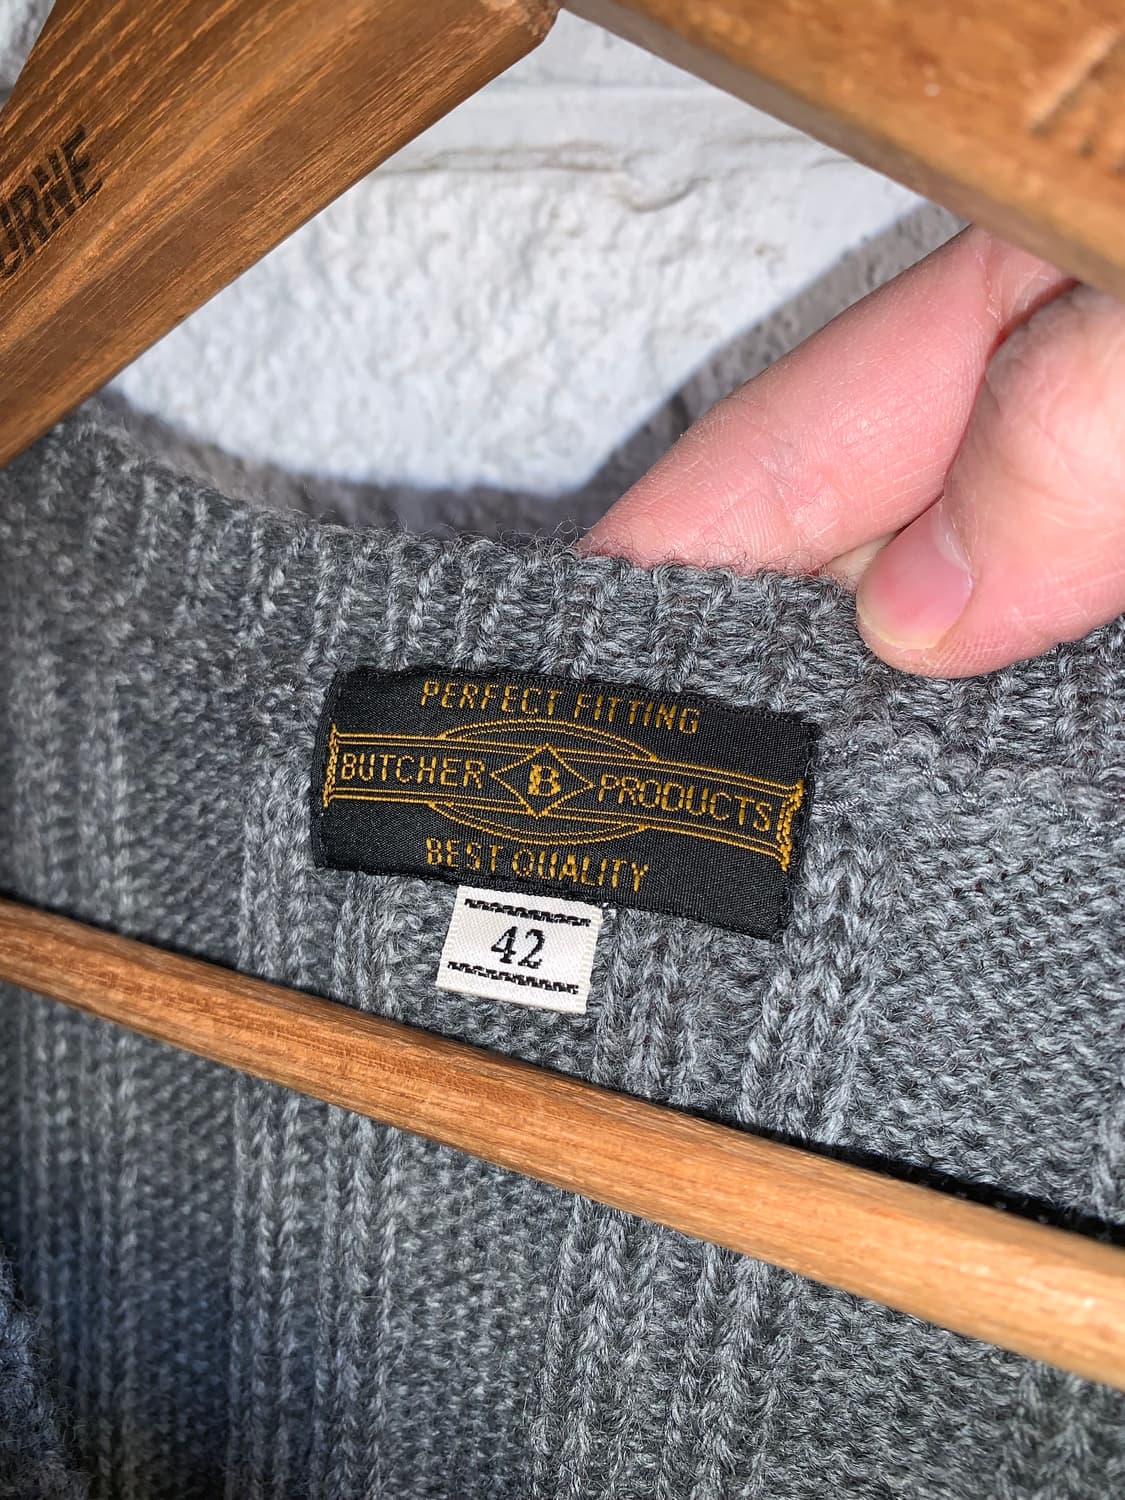 PERFECT FITTING
BUTCHER B PRODUCTS
BEST QUALITY
42